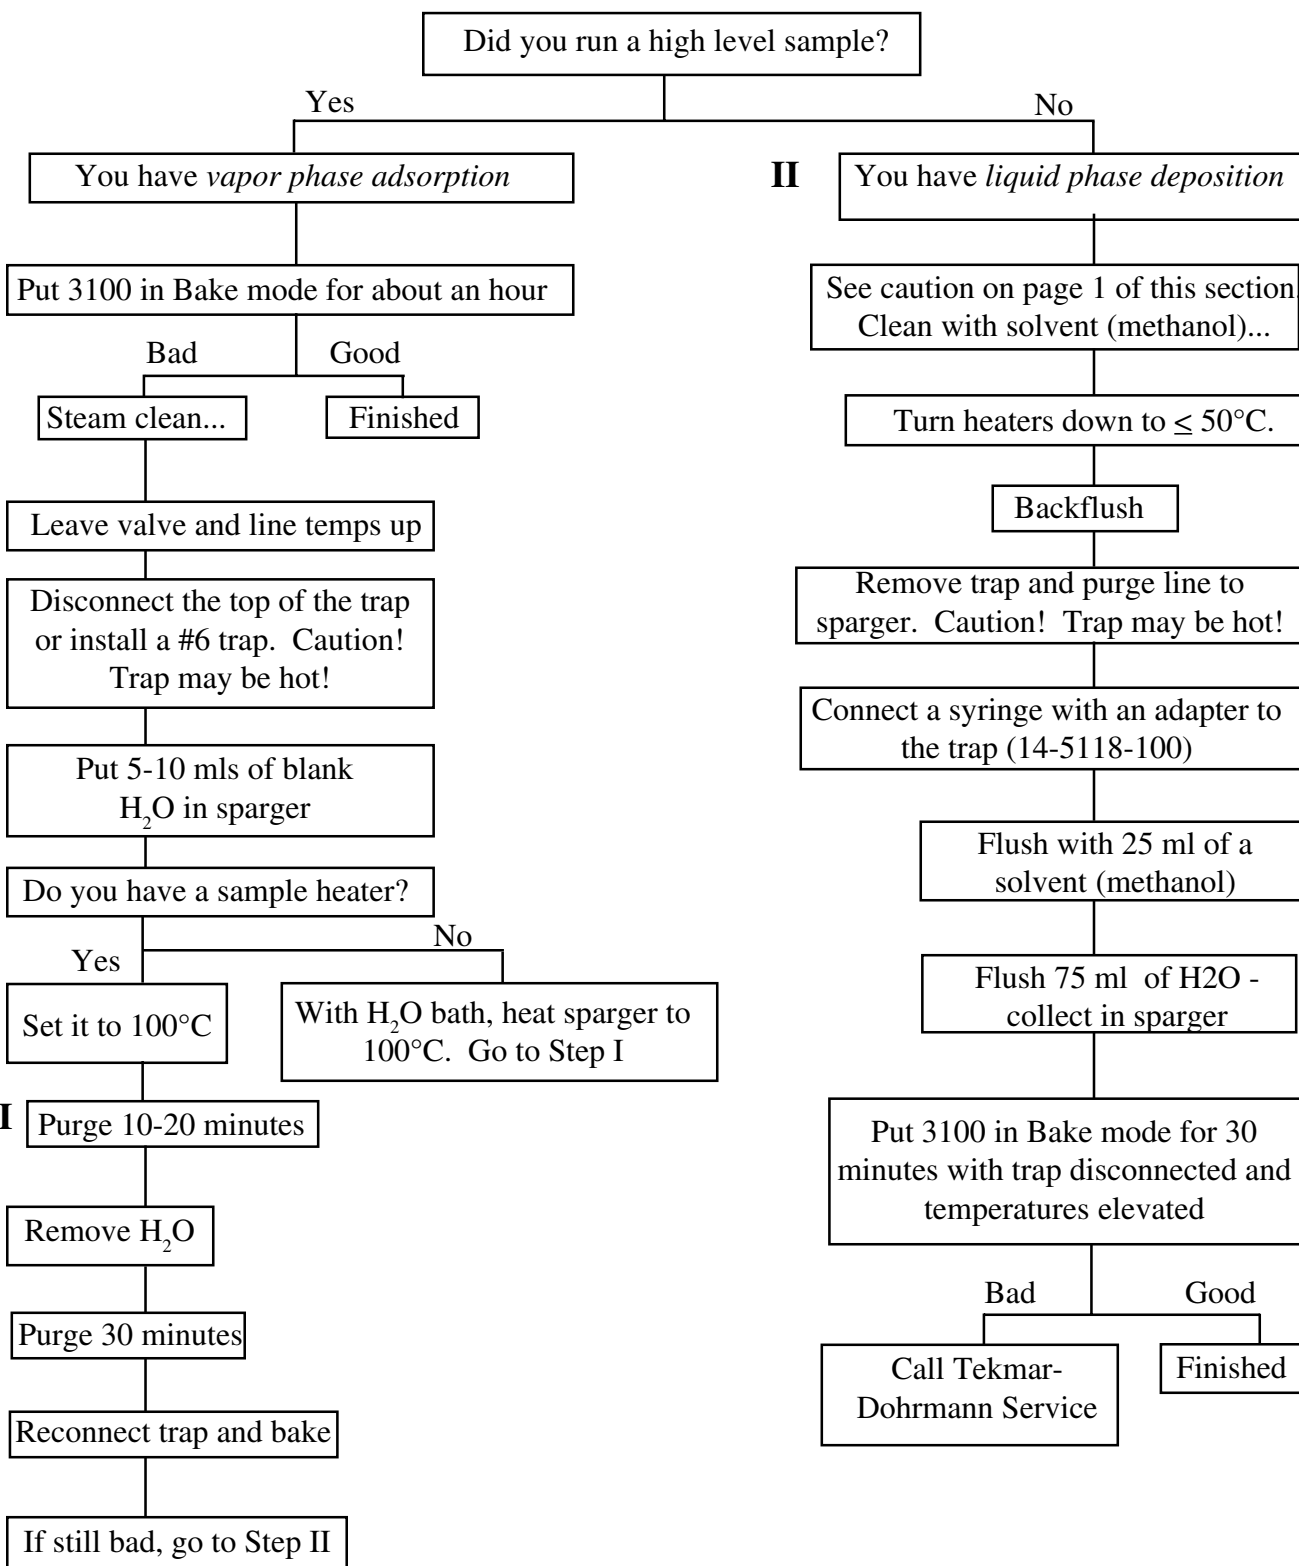 Did you run a high level sample?
Yes
No
You have vapor phase adsorption
II
You have liquid phase deposition
Put 3100 in Bake mode for about an hour
See caution on page 1 of this section.
Clean with solvent (methanol)...
Bad
Good
Steam clean...
Finished
Turn heaters down to ≤ 50°C.
Leave valve and line temps up
Backflush
Disconnect the top of the trap
or install a #6 trap. Caution!
Trap may be hot!
Remove trap and purge line to
sparger. Caution! Trap may be hot!
Connect a syringe with an adapter to
the trap (14-5118-100)
Put 5-10 mls of blank
H₂O in sparger
Flush with 25 ml of a
solvent (methanol)
Do you have a sample heater?
Yes
No
Set it to 100°C
With H₂O bath, heat sparger to
100°C. Go to Step I
Flush 75 ml of H2O -
collect in sparger
I
Purge 10-20 minutes
Put 3100 in Bake mode for 30
minutes with trap disconnected and
temperatures elevated
Remove H₂O
Bad
Good
Purge 30 minutes
Call Tekmar-
Dohrmann Service
Finished
Reconnect trap and bake
If still bad, go to Step II